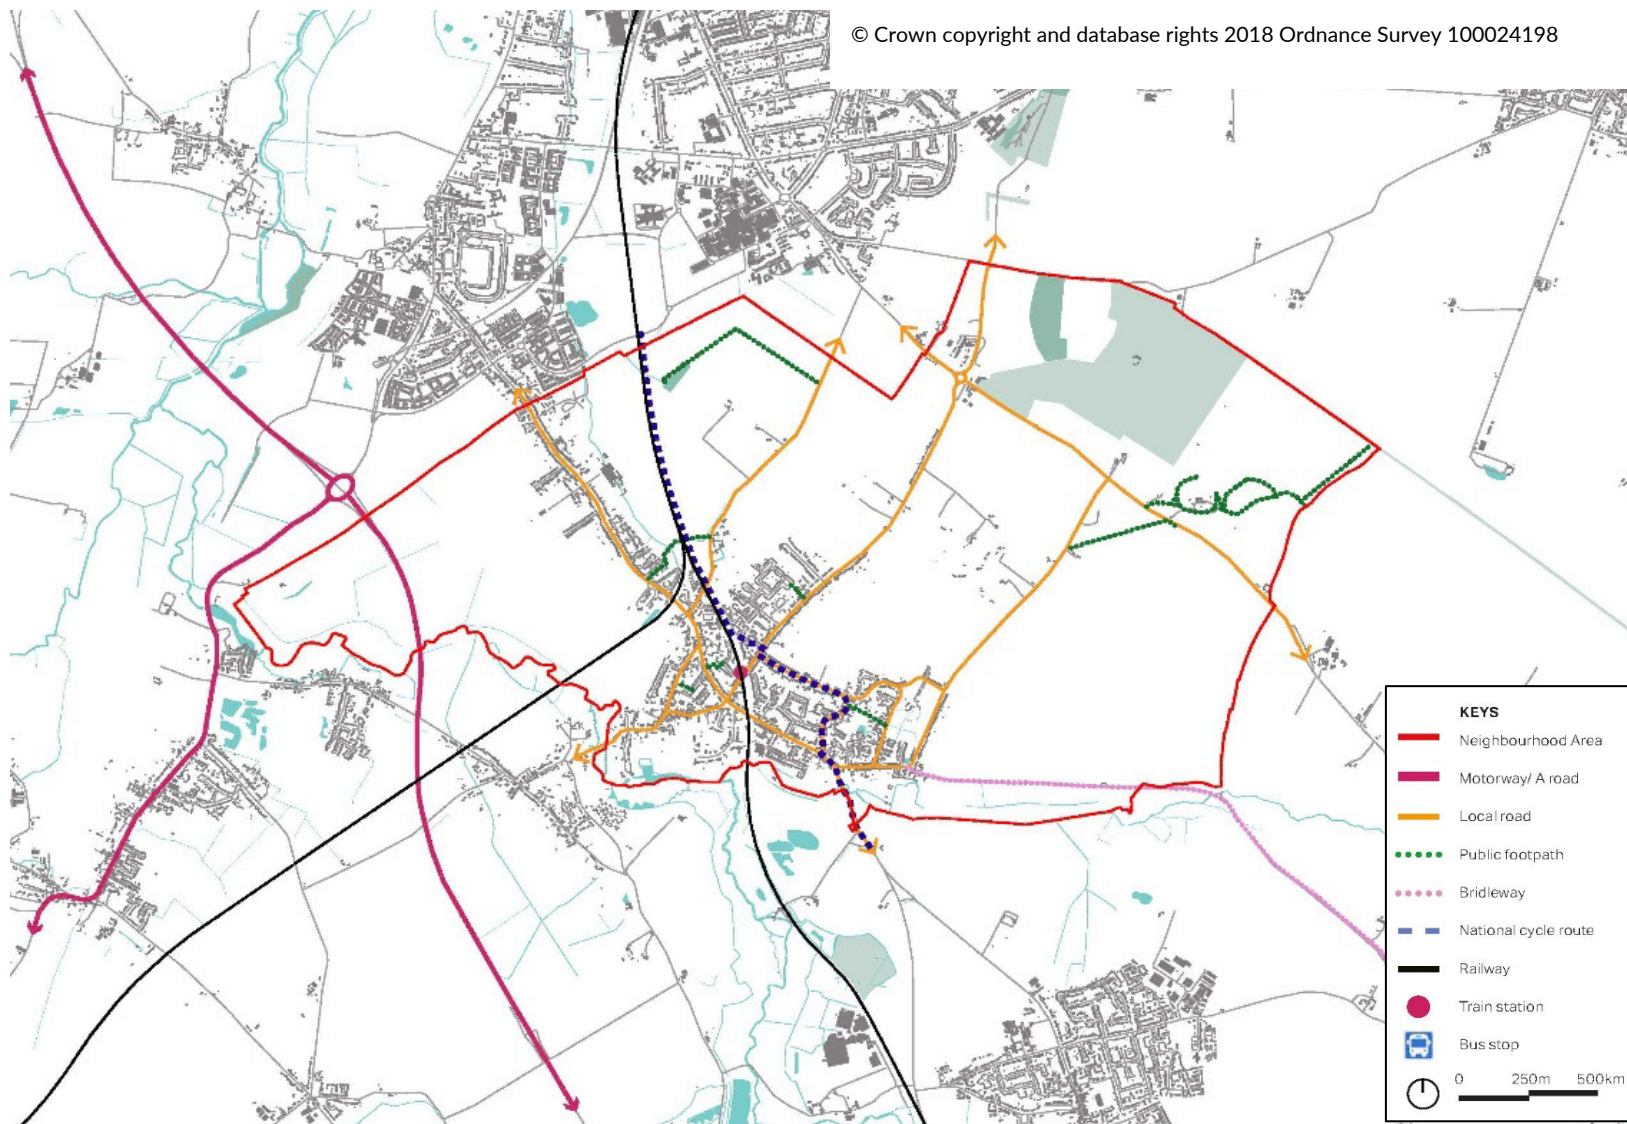 © Crown copyright and database rights 2018 Ordnance Survey 100024198
KEYS
Neighbourhood Area
Motorway/ A road
Local road
Public footpath
Bridleway
National cycle route
Railway
Train station
Bus stop
0 250m 500km